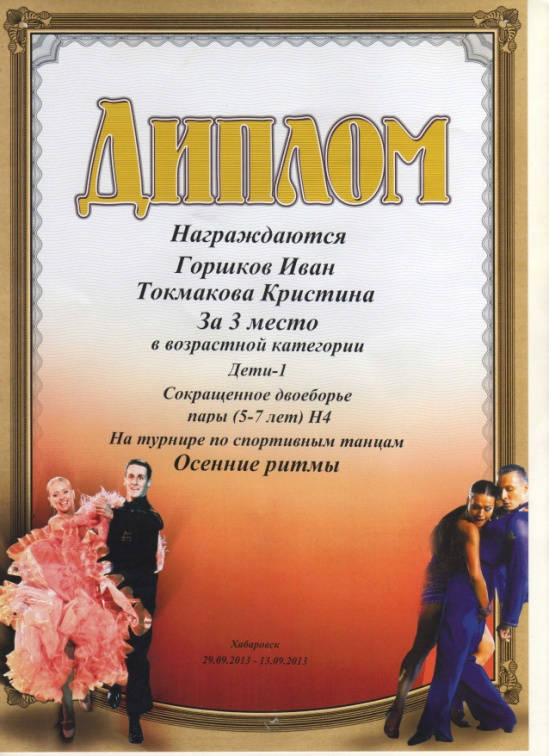 Диплом
Награждаются
Горшков Иван
Токмакова Кристина
За 3 место
в возрастной категории
Дети-1
Сокращенное двоеборье
пары (5-7 лет) Н4
На турнире по спортивным танцам
Осенние ритмы
Хабаровск
29.09.2013 - 13.09.2013